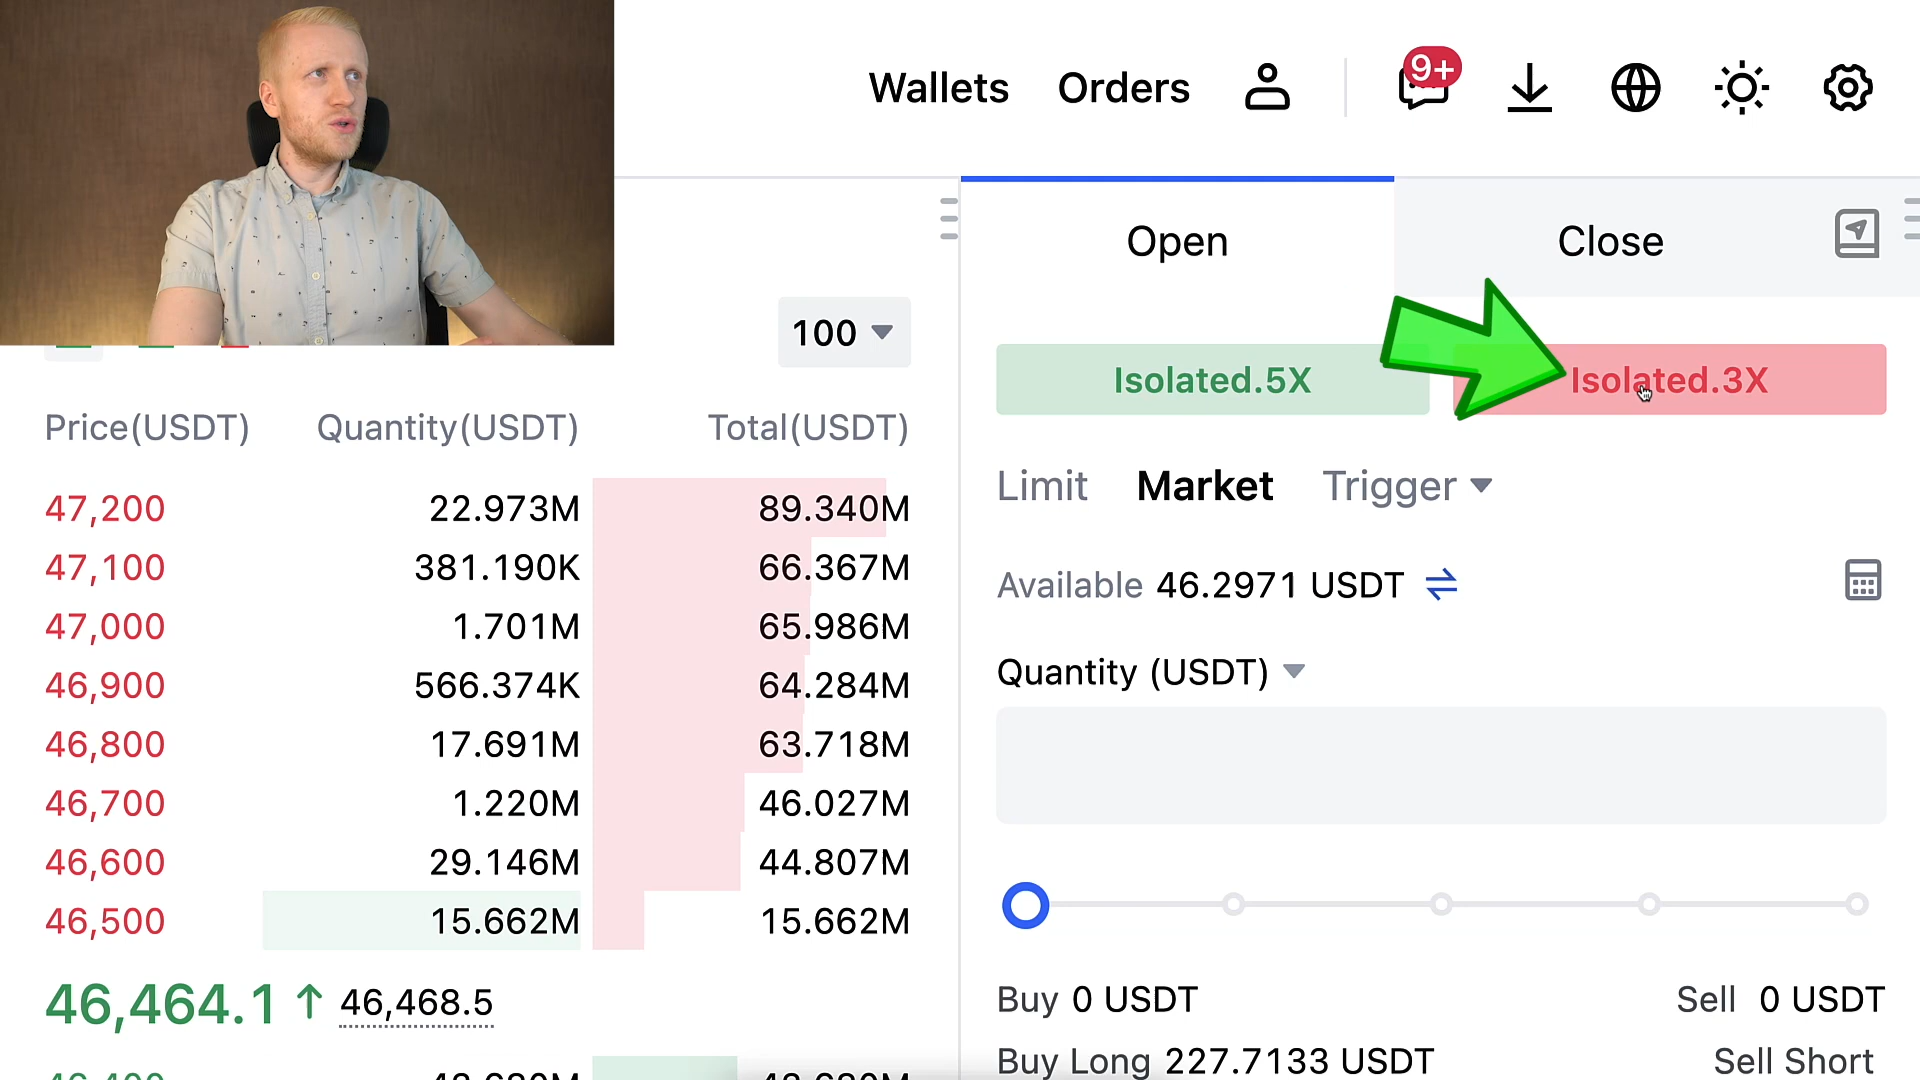 Wallets Orders 9+
Open Close
100
Isolated.5X Isolated.3X
Price(USDT) Quantity(USDT) Total(USDT)
Limit Market Trigger
47,200 22.973M 89.340M
47,100 381.190K 66.367M
Available 46.2971 USDT
47,000 1.701M 65.986M
46,900 566.374K 64.284M
Quantity (USDT)
46,800 17.691M 63.718M
46,700 1.220M 46.027M
46,600 29.146M 44.807M
46,500 15.662M 15.662M
46,464.1 ↑ 46,468.5
Buy 0 USDT Sell 0 USDT
Buy Long 227.7133 USDT Sell Short